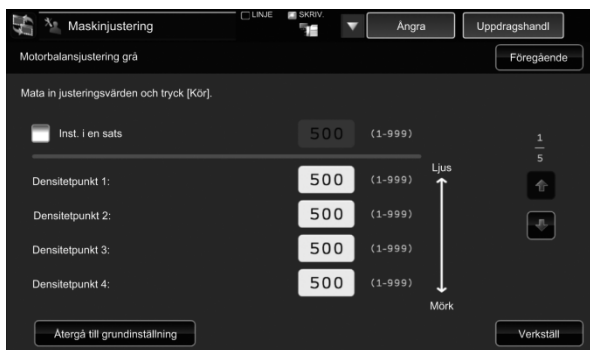 Maskinjustering
LINJE
SKRIV.
Ångra
Uppdragshandl
Motorbalansjustering grå
Föregående
Mata in justeringsvärden och tryck [Kör].
Inst. i en sats 500 (1-999)
1
5
Ljus
Densitetpunkt 1: 500 (1-999)
Densitetpunkt 2: 500 (1-999)
Densitetpunkt 3: 500 (1-999)
Densitetpunkt 4: 500 (1-999)
Mörk
Återgå till grundinställning
Verkställ